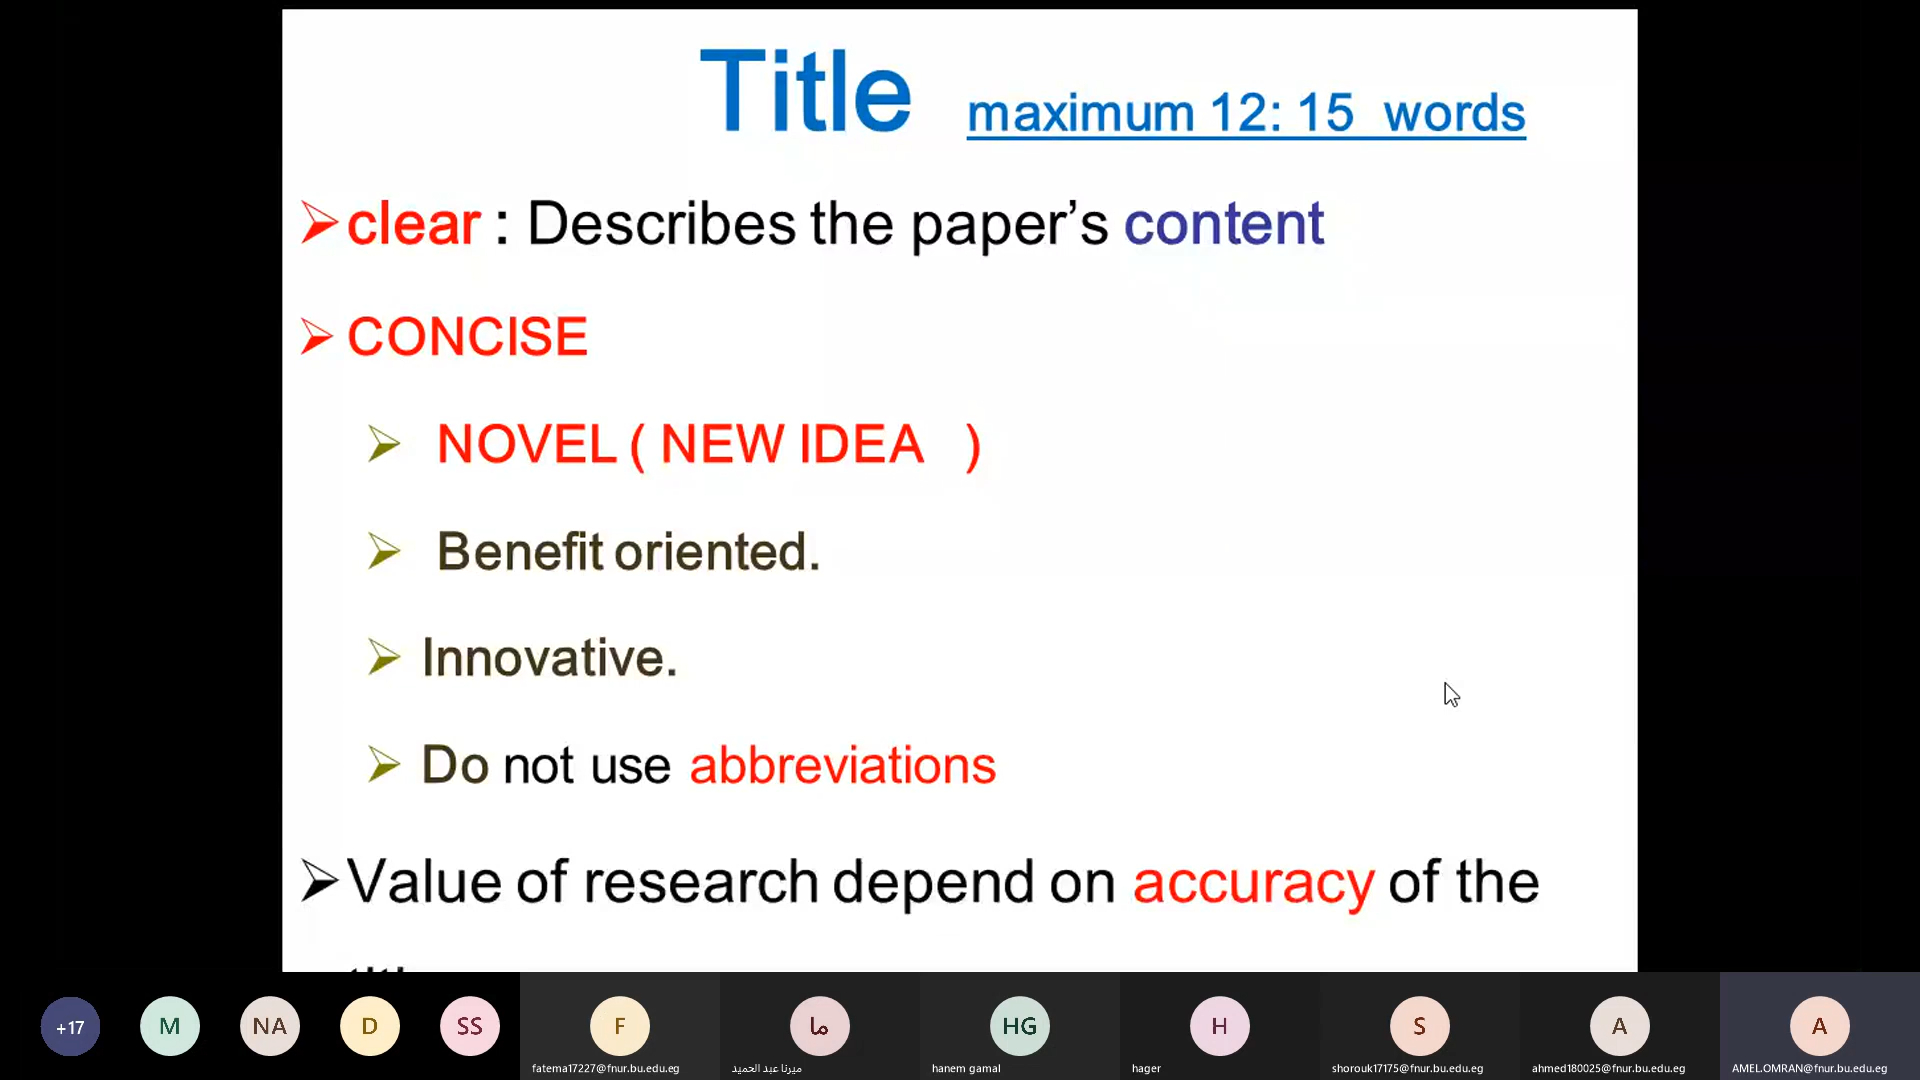 Title maximum 12: 15 words
clear : Describes the paper’s content
CONCISE
NOVEL ( NEW IDEA )
Benefit oriented.
Innovative.
Do not use abbreviations
Value of research depend on accuracy of the
+17
M
NA
D
SS
F
ما
HG
H
S
A
A
fatema17227@fnur.bu.edu.eg
ميرنا عبد الحميد
hanem gamal
hager
shorouk17175@fnur.bu.edu.eg
ahmed180025@fnur.bu.edu.eg
AMEL.OMRAN@fnur.bu.edu.eg